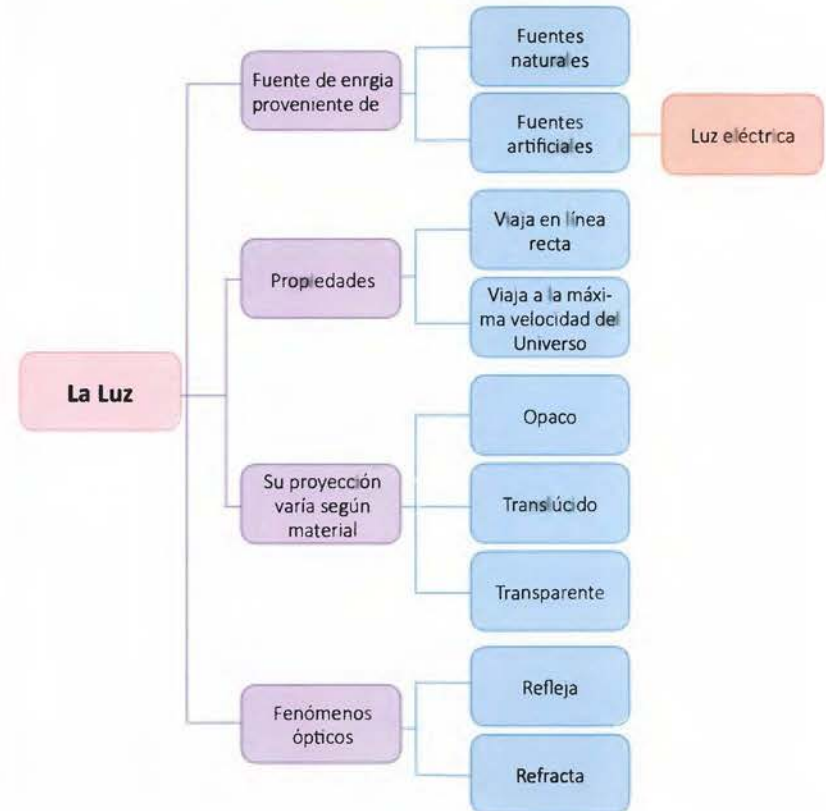 Fuentes
naturales
Fuente de enrgia
proveniente de
Fuentes
artificiales
Luz eléctrica
Viaja en línea
recta
Propiedades
Viaja a la máxi-
ma velocidad del
Universo
La Luz
Opaco
Su proyección
varía según
material
Translúcido
Transparente
Refleja
Fenómenos
ópticos
Refracta